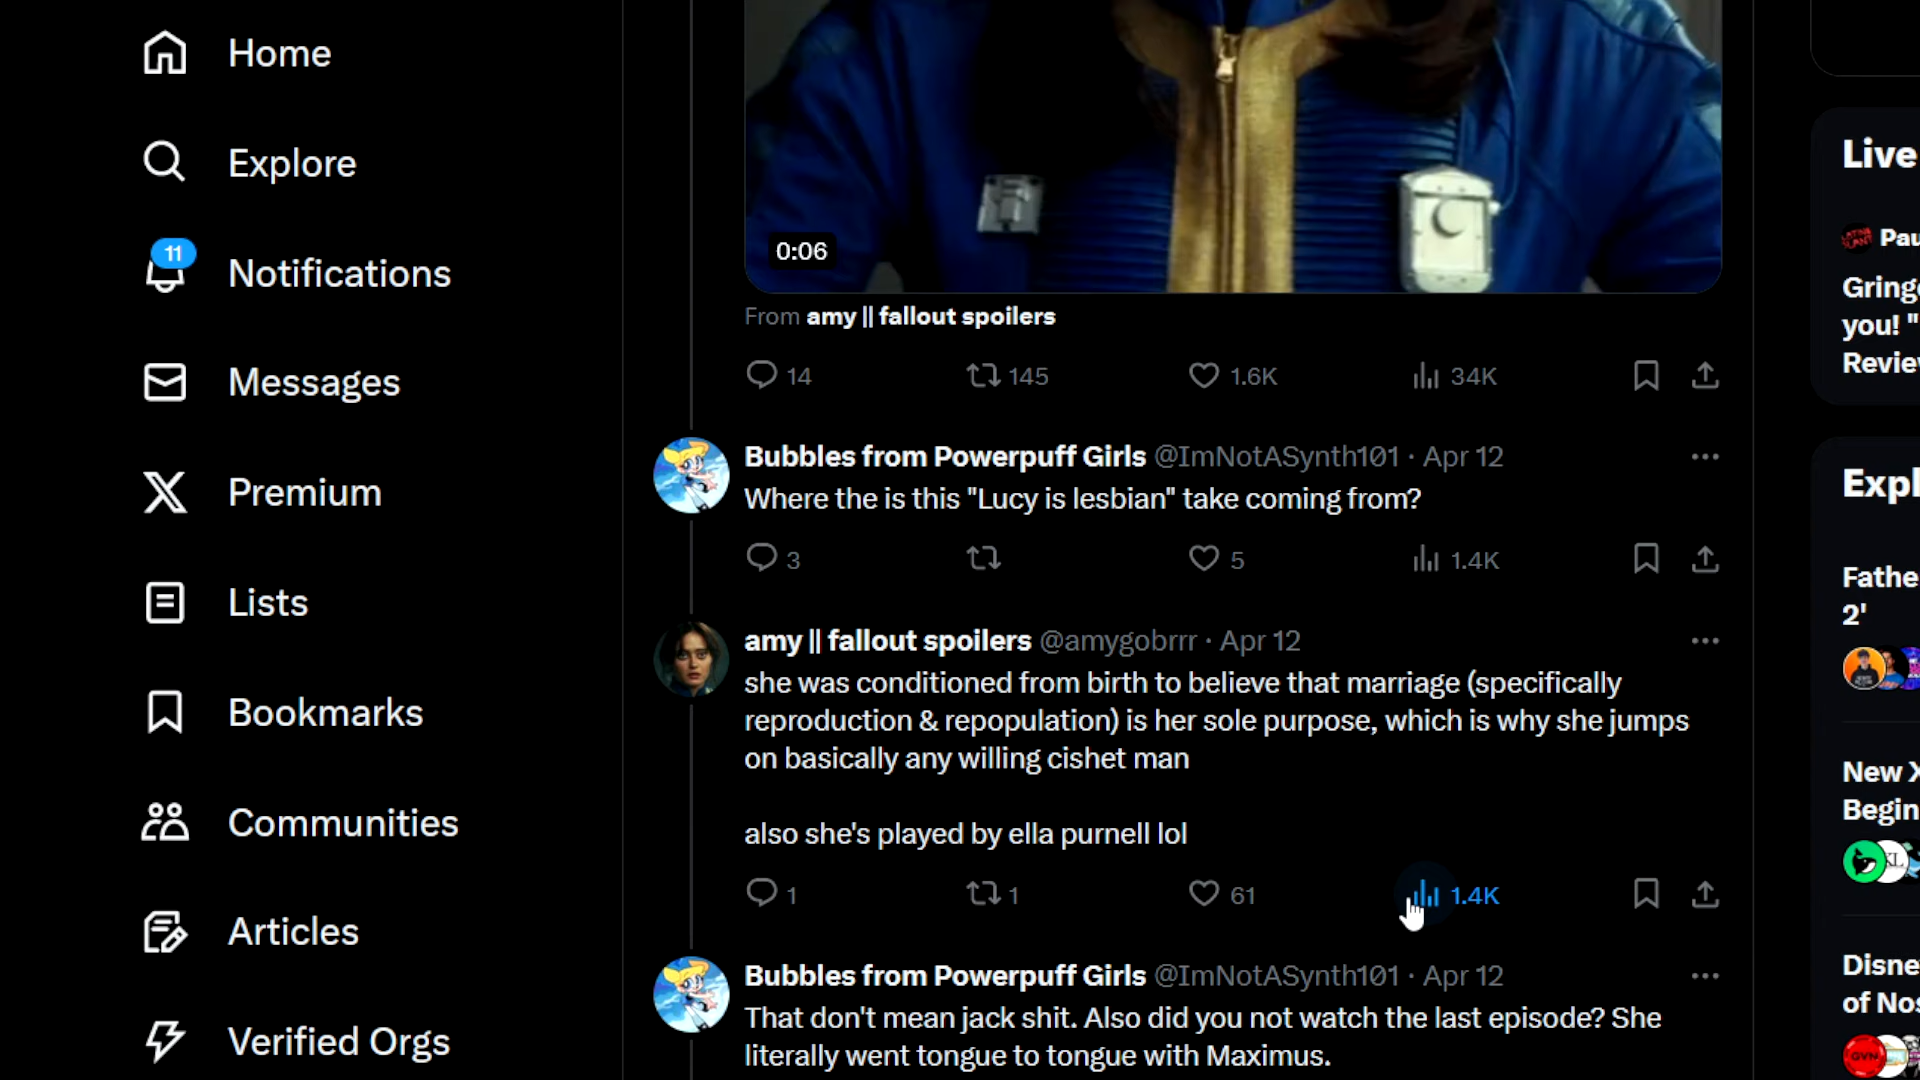 Home
Explore
11
Notifications
Messages
Premium
Lists
Bookmarks
Communities
Articles
Verified Orgs
0:06
From amy || fallout spoilers
14 145 1.6K 34K
Bubbles from Powerpuff Girls @ImNotASynth101 · Apr 12
Where the is this "Lucy is lesbian" take coming from?
3 5 1.4K
amy || fallout spoilers @amygobrrr · Apr 12
she was conditioned from birth to believe that marriage (specifically
reproduction & repopulation) is her sole purpose, which is why she jumps
on basically any willing cishet man
also she's played by ella purnell lol
1 1 61 1.4K
Bubbles from Powerpuff Girls @ImNotASynth101 · Apr 12
That don't mean jack shit. Also did you not watch the last episode? She
literally went tongue to tongue with Maximus.
Live
Pau
Gring
you! "
Review
Expl
Fathe
2'
New X
Begin
Disne
of Nos